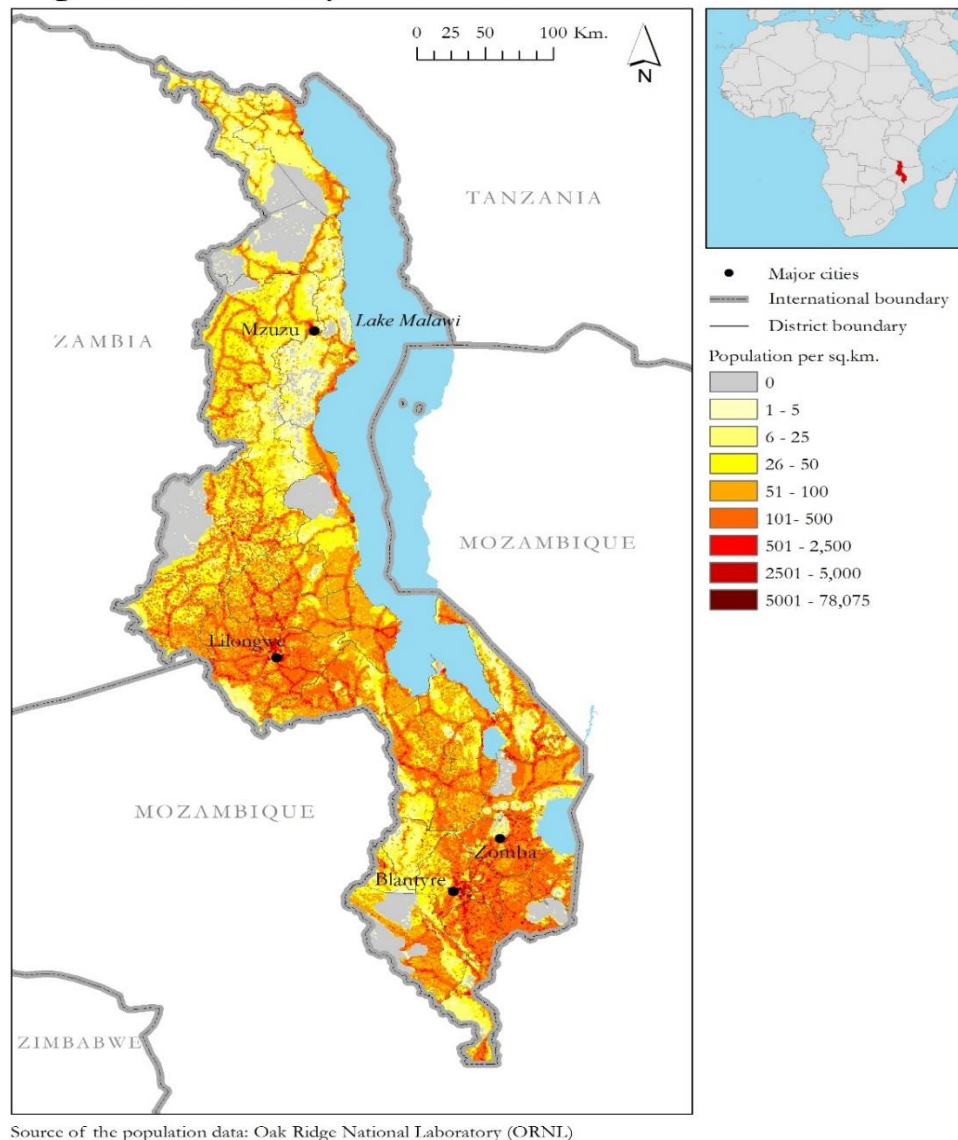 0 25 50 100 Km.
N
TANZANIA
ZAMBIA
Mzuzu
Lake Malawi
MOZAMBIQUE
Lilongwe
MOZAMBIQUE
Zomba
Blantyre
ZIMBABWE
Major cities
International boundary
District boundary
Population per sq.km.
0
1 - 5
6 - 25
26 - 50
51 - 100
101- 500
501 - 2,500
2501 - 5,000
5001 - 78,075
Source of the population data: Oak Ridge National Laboratory (ORNL)